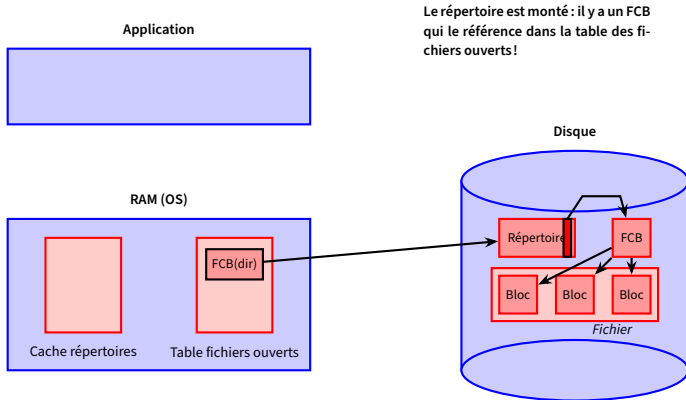 Le répertoire est monté : il y a un FCB
qui le référence dans la table des fi-
chiers ouverts !
Application
Disque
RAM (OS)
Répertoire
FCB
FCB(dir)
Bloc
Bloc
Bloc
Fichier
Cache répertoires
Table fichiers ouverts